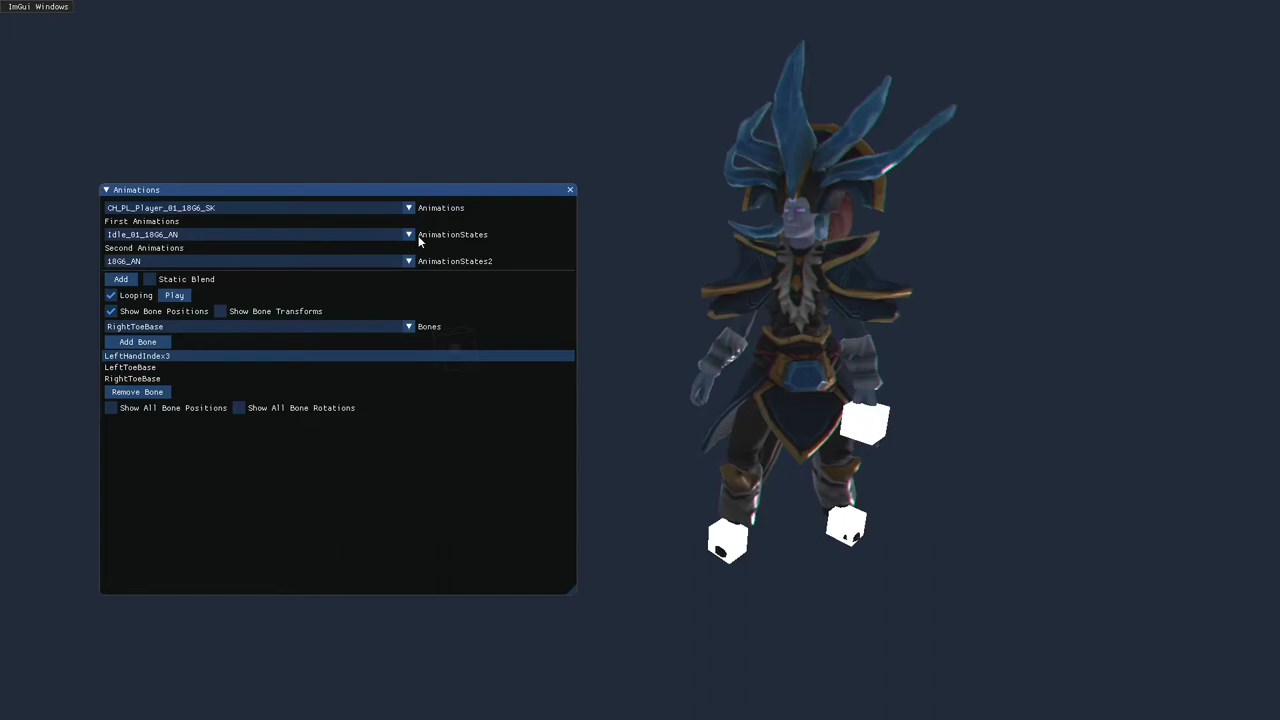 ImGui Windows
Animations
CH_PL_Player_01_18G6_SK Animations
First Animations
Idle_01_18G6_AN AnimationStates
Second Animations
18G6_AN AnimationStates2
Add Static Blend
Looping Play
Show Bone Positions Show Bone Transforms
RightToeBase Bones
Add Bone
LeftHandIndex3
LeftToeBase
RightToeBase
Remove Bone
Show All Bone Positions Show All Bone Rotations